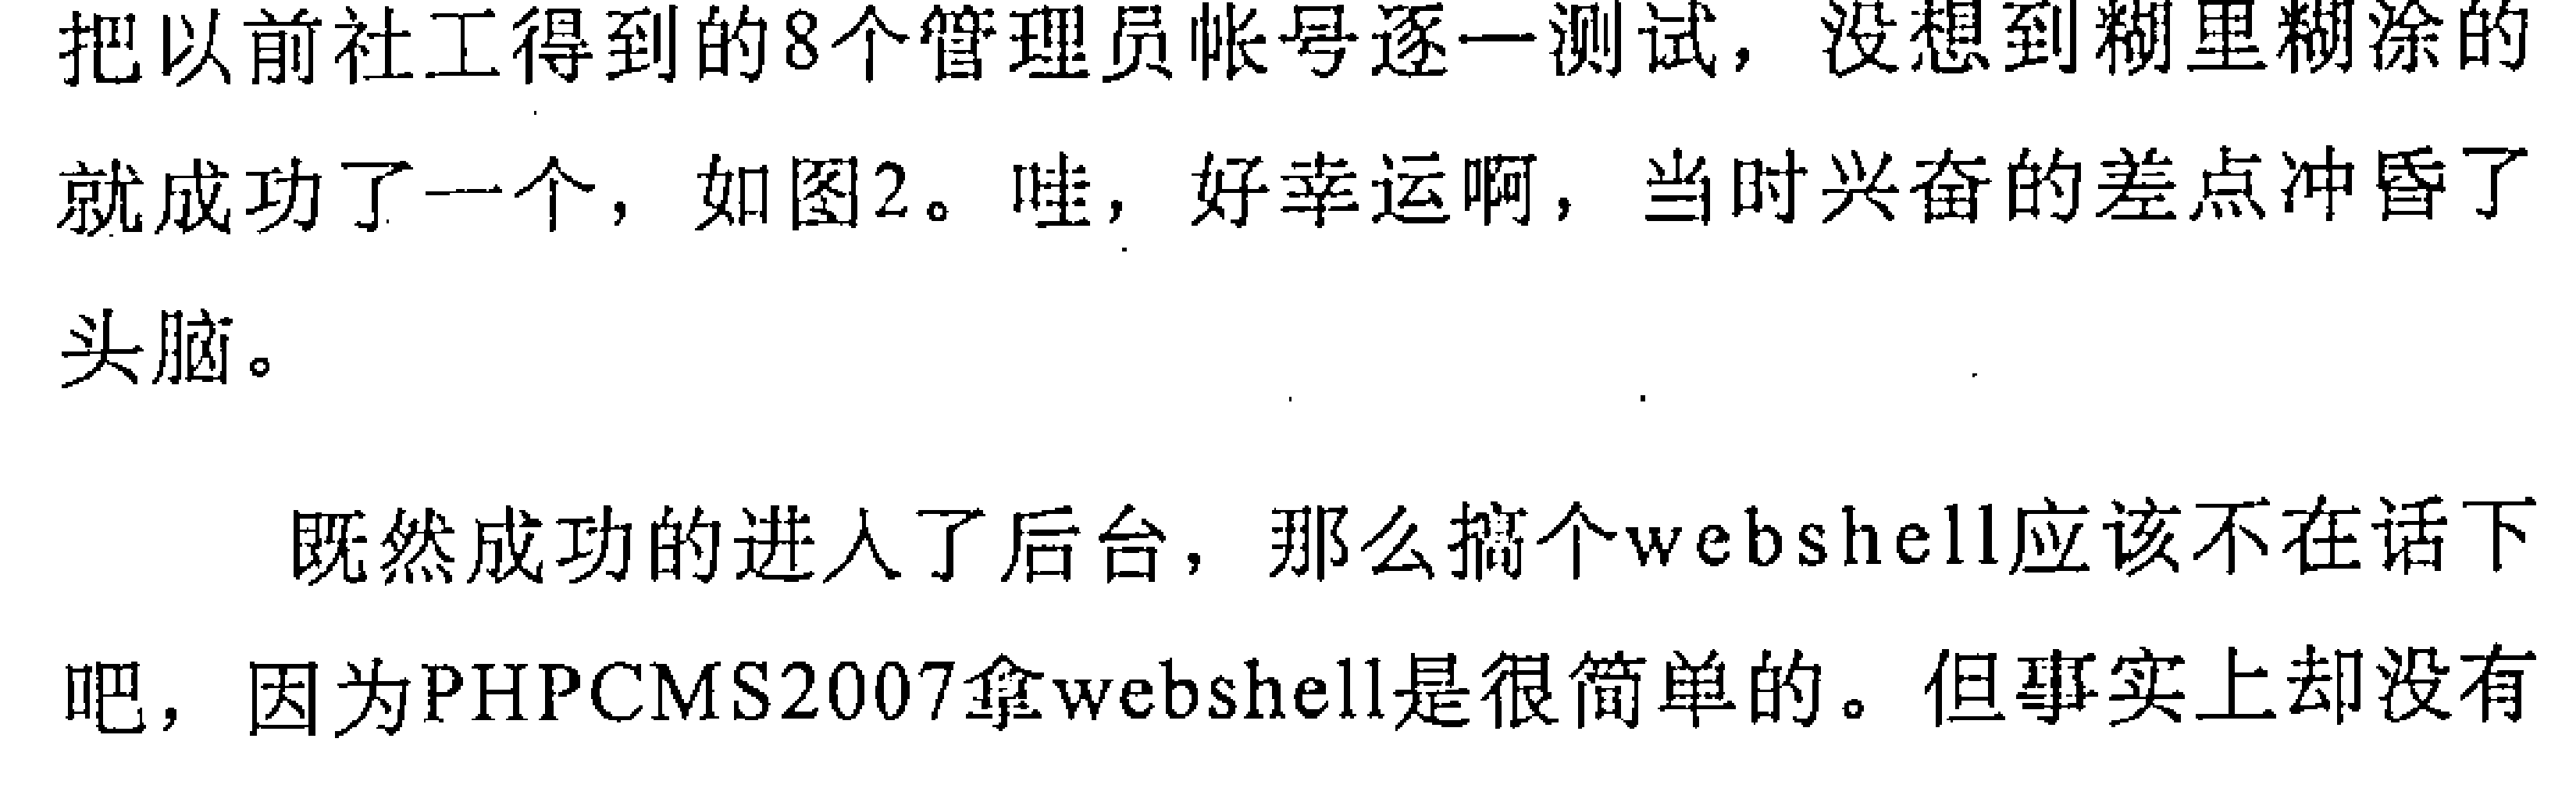 把以前社工得到的8个管理员帐号逐一测试，没想到糊里糊涂的
就成功了一个，如图2。哇，好幸运啊，当时兴奋的差点冲昏了
头脑。
既然成功的进入了后台，那么搞个webshell应该不在话下
吧，因为PHPCMS2007拿webshell是很简单的。但事实上却没有